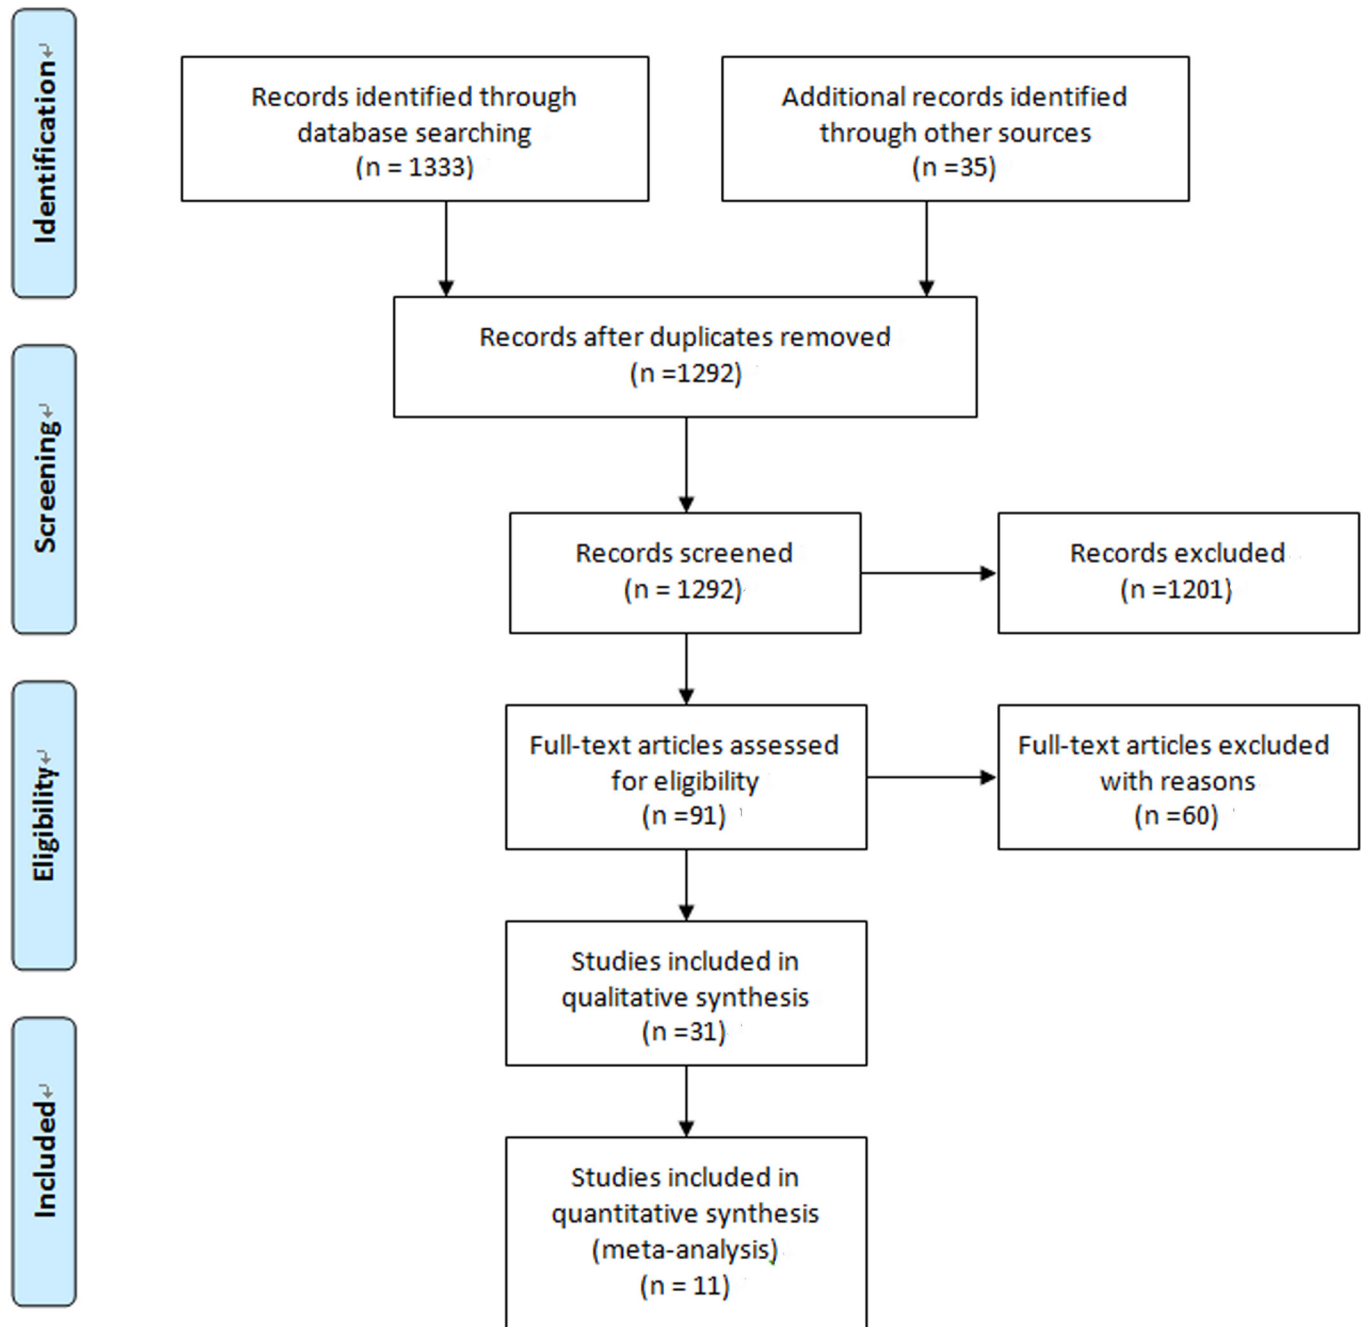 Identification
Records identified through
database searching
(n = 1333)
Additional records identified
through other sources
(n =35)
Records after duplicates removed
(n =1292)
Screening
Records screened
(n = 1292)
Records excluded
(n =1201)
Eligibility
Full-text articles assessed
for eligibility
(n =91)
Full-text articles excluded
with reasons
(n =60)
Studies included in
qualitative synthesis
(n =31)
Included
Studies included in
quantitative synthesis
(meta-analysis)
(n = 11)